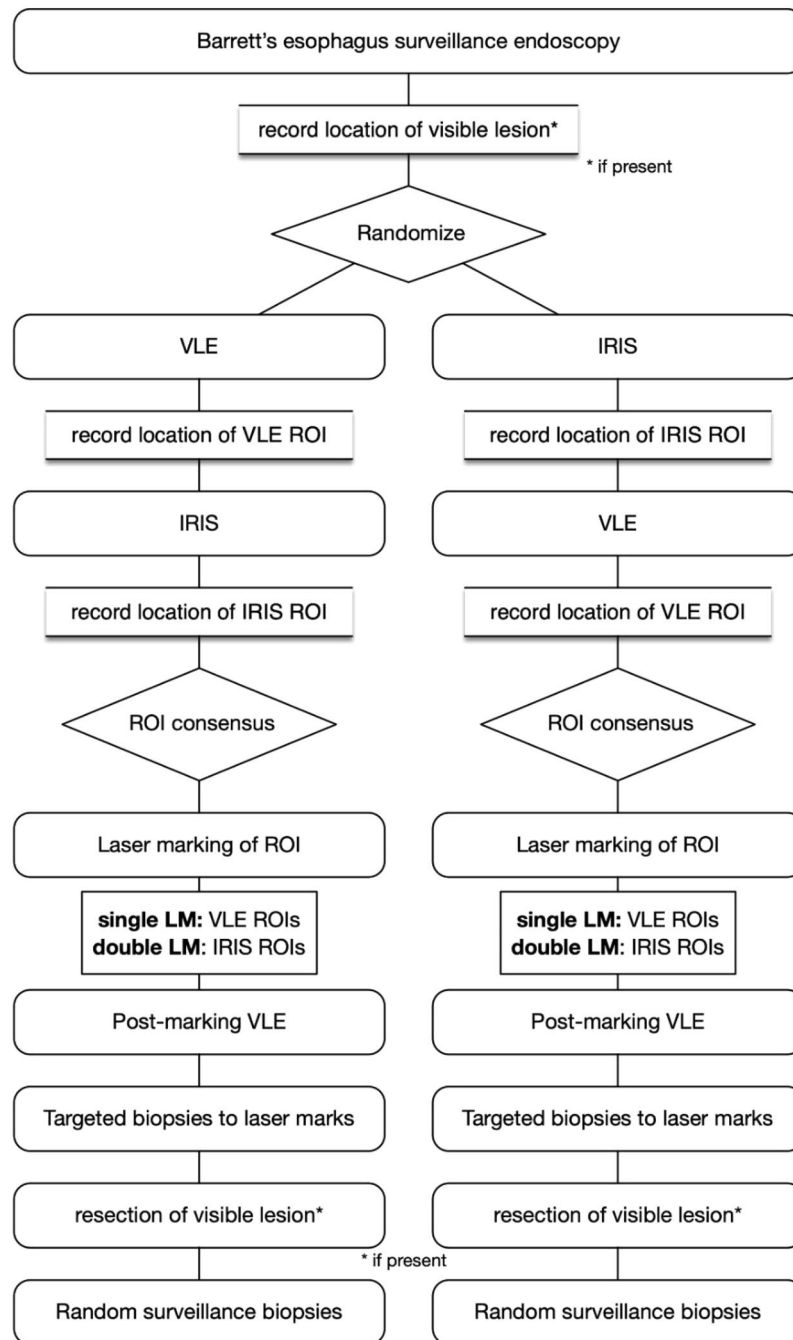 Barrett's esophagus surveillance endoscopy
record location of visible lesion*
* if present
Randomize
VLE
record location of VLE ROI
IRIS
record location of IRIS ROI
ROI consensus
Laser marking of ROI
single LM: VLE ROIs
double LM: IRIS ROIs
Post-marking VLE
Targeted biopsies to laser marks
resection of visible lesion*
* if present
Random surveillance biopsies
IRIS
record location of IRIS ROI
VLE
record location of VLE ROI
ROI consensus
Laser marking of ROI
single LM: VLE ROIs
double LM: IRIS ROIs
Post-marking VLE
Targeted biopsies to laser marks
resection of visible lesion*
Random surveillance biopsies